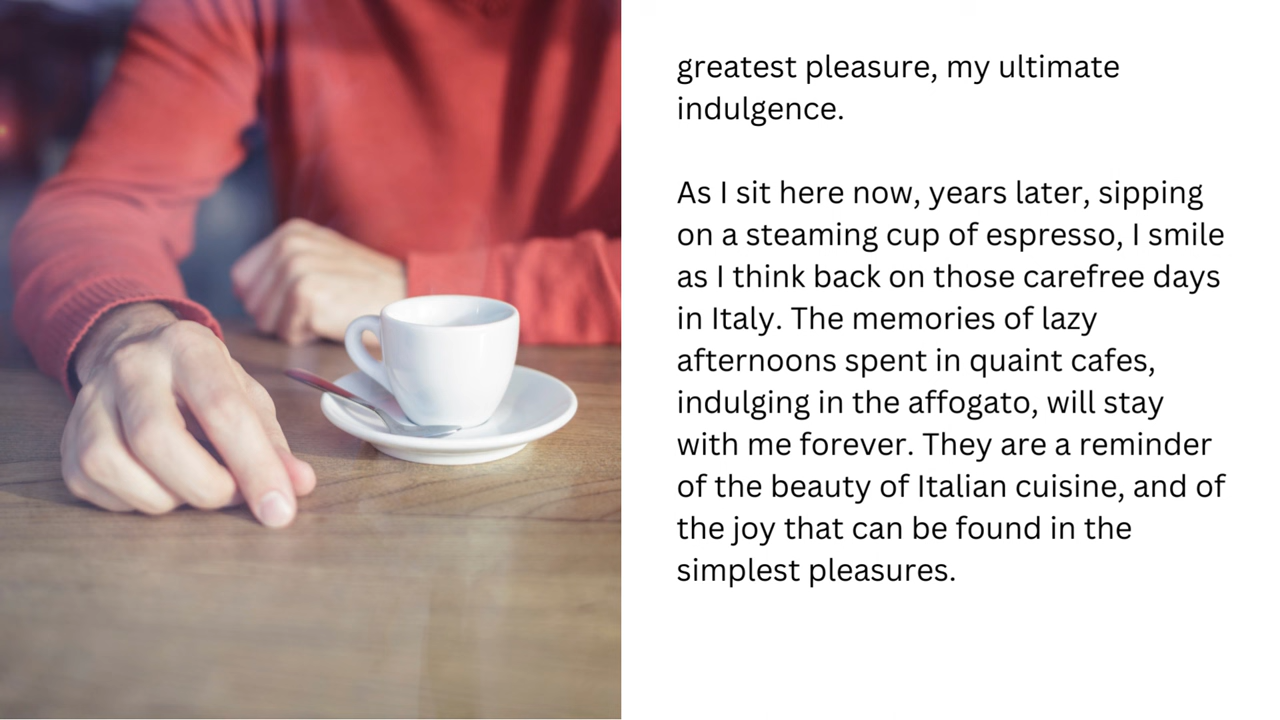 greatest pleasure, my ultimate
indulgence.
As I sit here now, years later, sipping
on a steaming cup of espresso, I smile
as I think back on those carefree days
in Italy. The memories of lazy
afternoons spent in quaint cafes,
indulging in the affogato, will stay
with me forever. They are a reminder
of the beauty of Italian cuisine, and of
the joy that can be found in the
simplest pleasures.